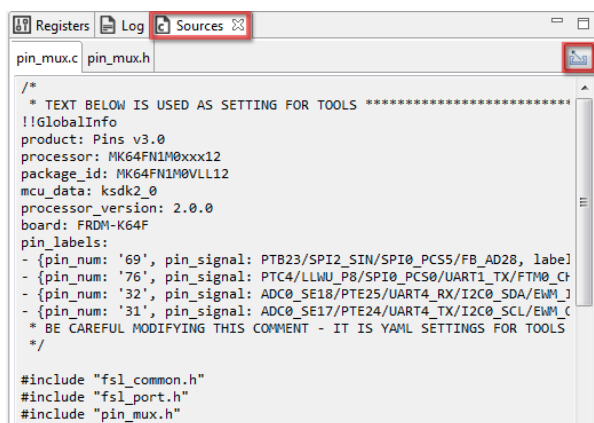 Registers Log Sources
pin_mux.c pin_mux.h
/*
 * TEXT BELOW IS USED AS SETTING FOR TOOLS **************************
!!GlobalInfo
product: Pins v3.0
processor: MK64FN1M0xxx12
package_id: MK64FN1M0VLL12
mcu_data: ksdk2_0
processor_version: 2.0.0
board: FRDM-K64F
pin_labels:
- {pin_num: '69', pin_signal: PTB23/SPI2_SIN/SPI0_PCS5/FB_AD28, label
- {pin_num: '76', pin_signal: PTC4/LLWU_P8/SPI0_PCS0/UART1_TX/FTM0_CH
- {pin_num: '32', pin_signal: ADC0_SE18/PTE25/UART4_RX/I2C0_SDA/EWM_I
- {pin_num: '31', pin_signal: ADC0_SE17/PTE24/UART4_TX/I2C0_SCL/EWM_O
 * BE CAREFUL MODIFYING THIS COMMENT - IT IS YAML SETTINGS FOR TOOLS
 */
#include "fsl_common.h"
#include "fsl_port.h"
#include "pin_mux.h"